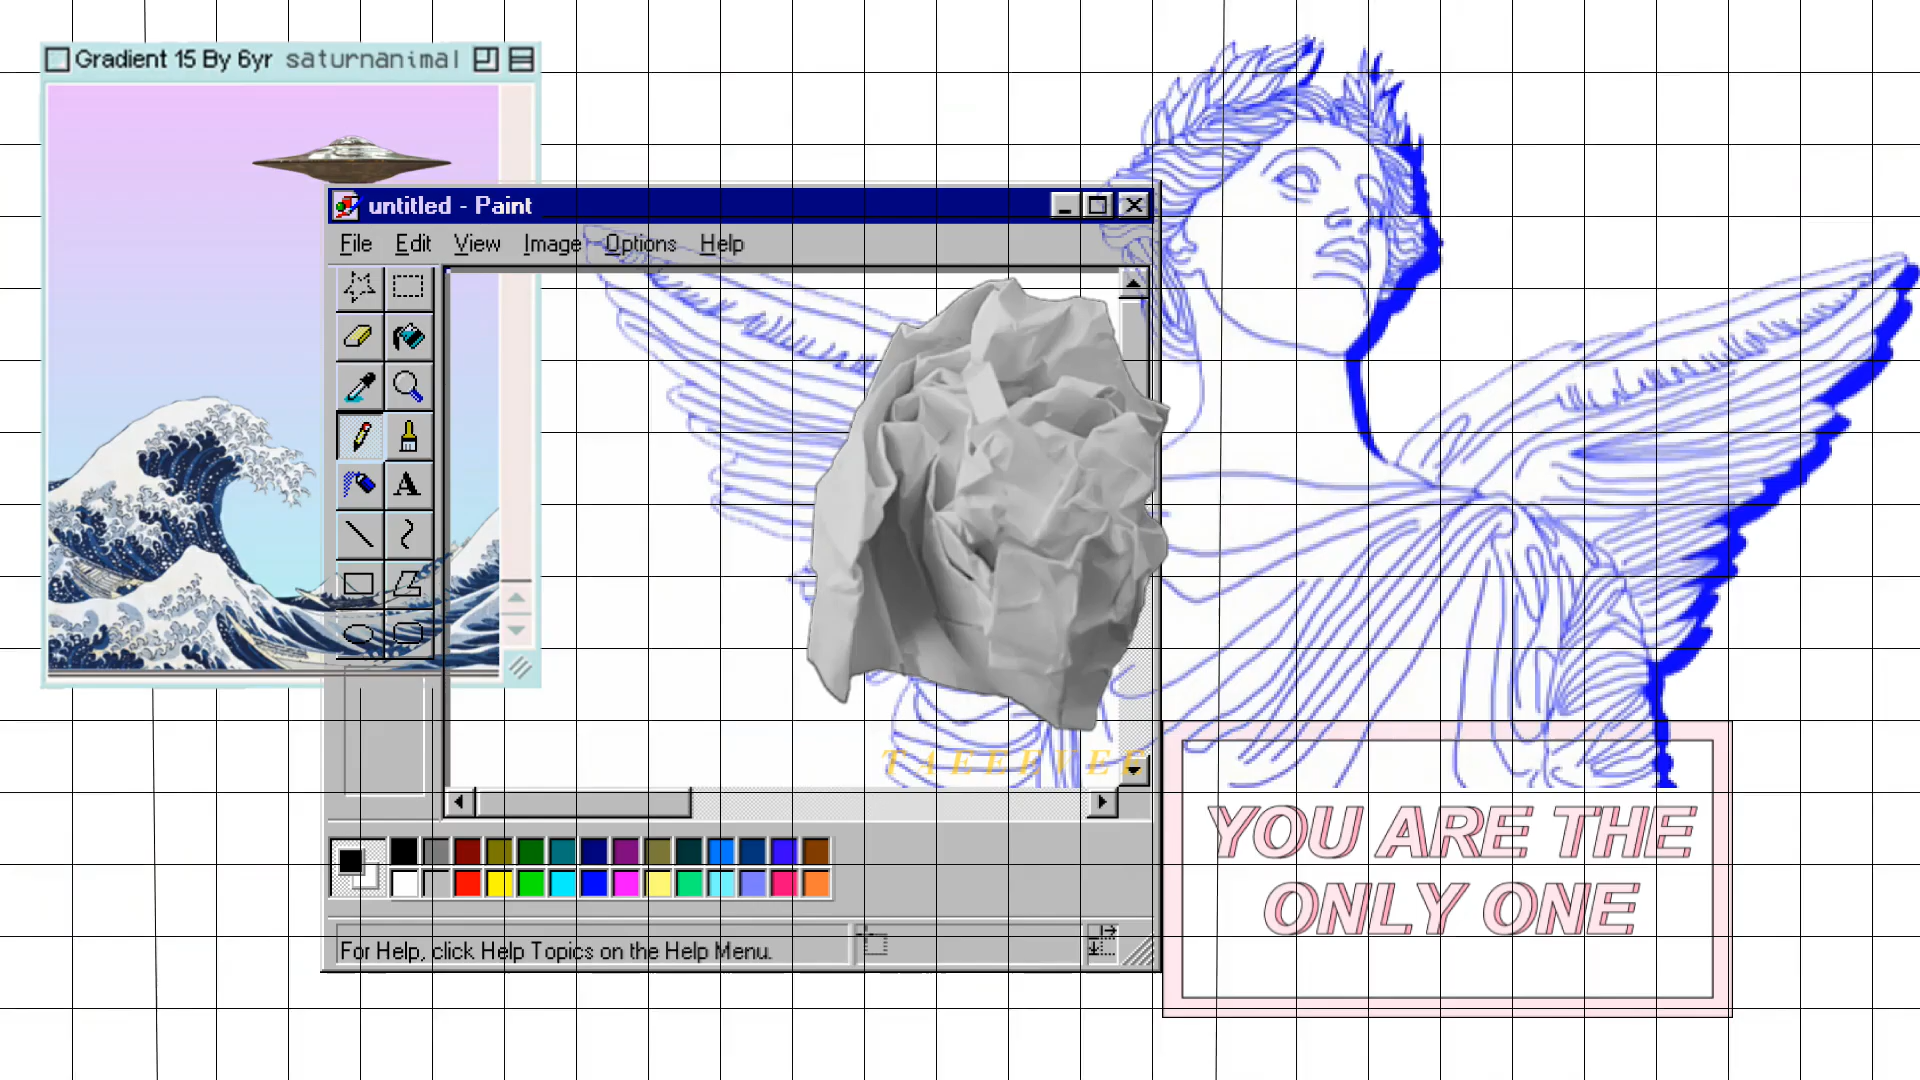 Gradient 15 By 6yr saturnanimal
untitled - Paint
File Edit View Image Options Help
A
TAEEEVEE
YOU ARE THE
ONLY ONE
For Help, click Help Topics on the Help Menu.